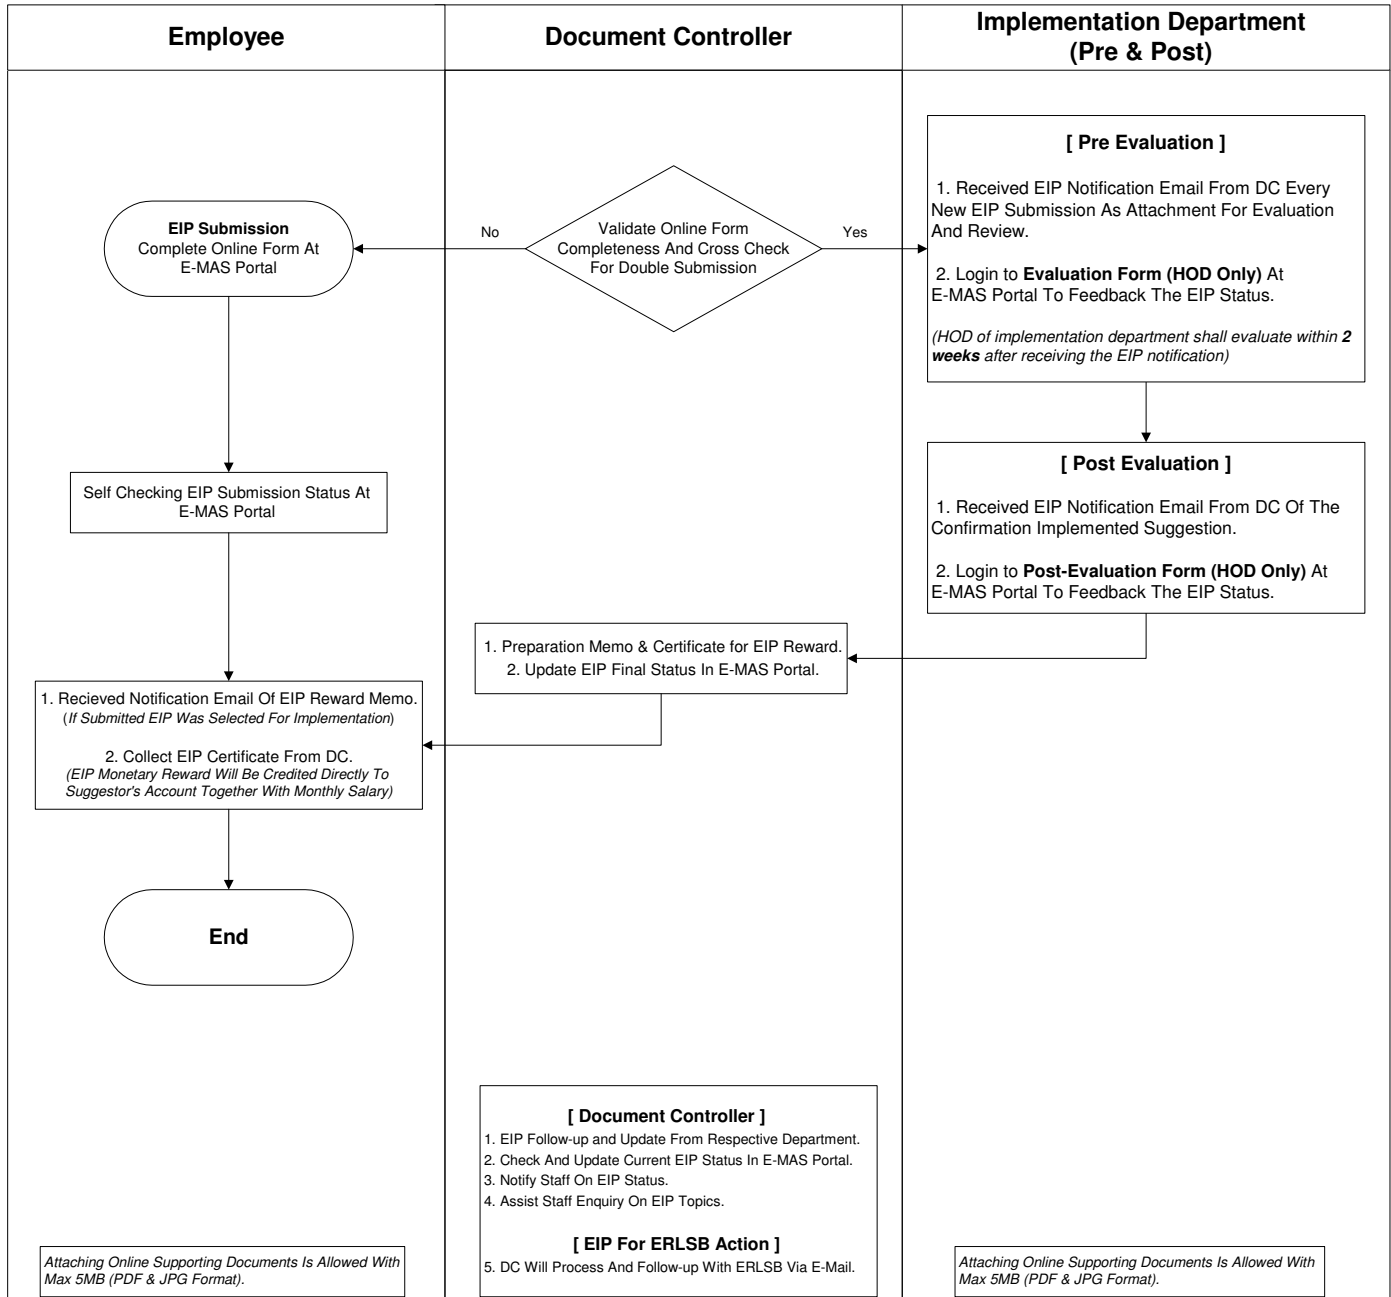 Employee
Document Controller
Implementation Department
(Pre & Post)
EIP Submission
Complete Online Form At
E-MAS Portal
No
Validate Online Form
Completeness And Cross Check
For Double Submission
Yes
[ Pre Evaluation ]
1. Received EIP Notification Email From DC Every
New EIP Submission As Attachment For Evaluation
And Review.
2. Login to Evaluation Form (HOD Only) At
E-MAS Portal To Feedback The EIP Status.
(HOD of implementation department shall evaluate within 2
weeks after receiving the EIP notification)
Self Checking EIP Submission Status At
E-MAS Portal
[ Post Evaluation ]
1. Received EIP Notification Email From DC Of The
Confirmation Implemented Suggestion.
2. Login to Post-Evaluation Form (HOD Only) At
E-MAS Portal To Feedback The EIP Status.
1. Preparation Memo & Certificate for EIP Reward.
2. Update EIP Final Status In E-MAS Portal.
1. Recieved Notification Email Of EIP Reward Memo.
(If Submitted EIP Was Selected For Implementation)
2. Collect EIP Certificate From DC.
(EIP Monetary Reward Will Be Credited Directly To
Suggestor's Account Together With Monthly Salary)
End
[ Document Controller ]
1. EIP Follow-up and Update From Respective Department.
2. Check And Update Current EIP Status In E-MAS Portal.
3. Notify Staff On EIP Status.
4. Assist Staff Enquiry On EIP Topics.
[ EIP For ERLSB Action ]
5. DC Will Process And Follow-up With ERLSB Via E-Mail.
Attaching Online Supporting Documents Is Allowed With
Max 5MB (PDF & JPG Format).
Attaching Online Supporting Documents Is Allowed With
Max 5MB (PDF & JPG Format).